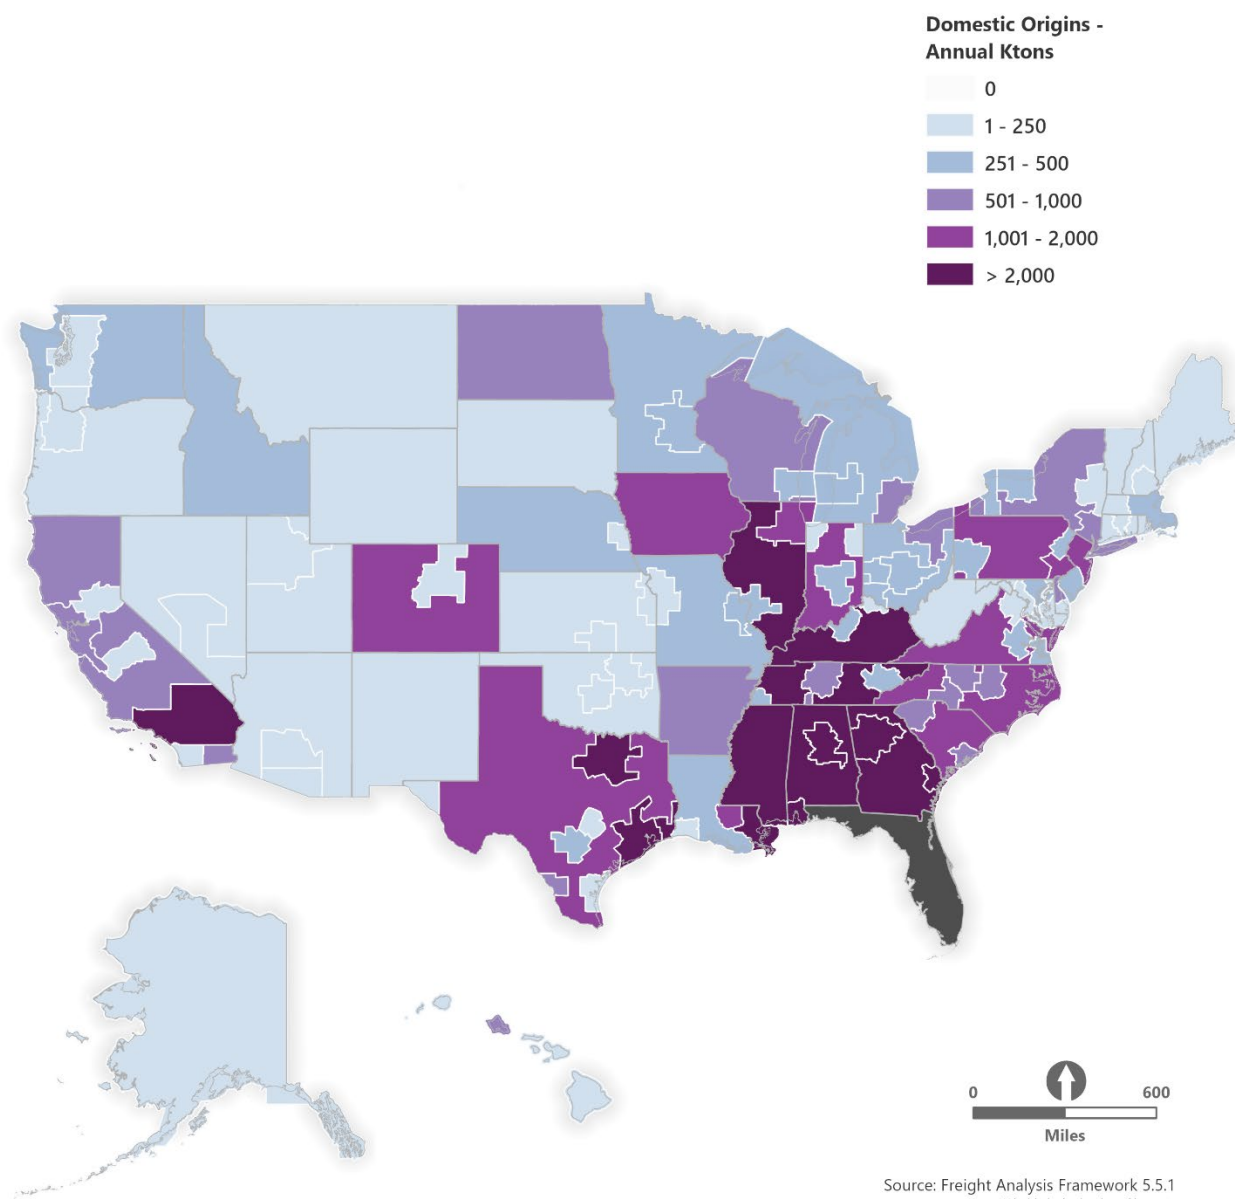 Domestic Origins -
Annual Ktons
0
1 - 250
251 - 500
501 - 1,000
1,001 - 2,000
> 2,000
0 600
Miles
Source: Freight Analysis Framework 5.5.1